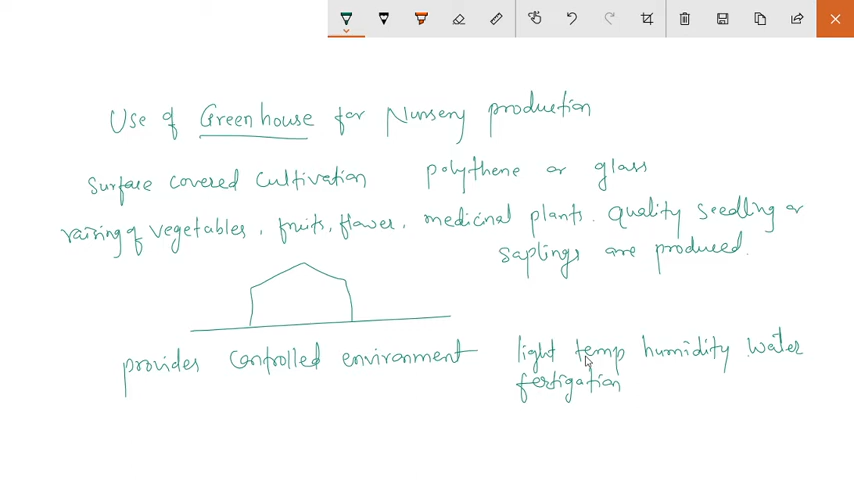 Use of Greenhouse for Nursery production
Surface covered cultivation polythene or glass
raising of vegetables, fruits, flower, medicinal plants. Quality seedling or
saplings are produced.
provides controlled environment light temp humidity water
fertigation